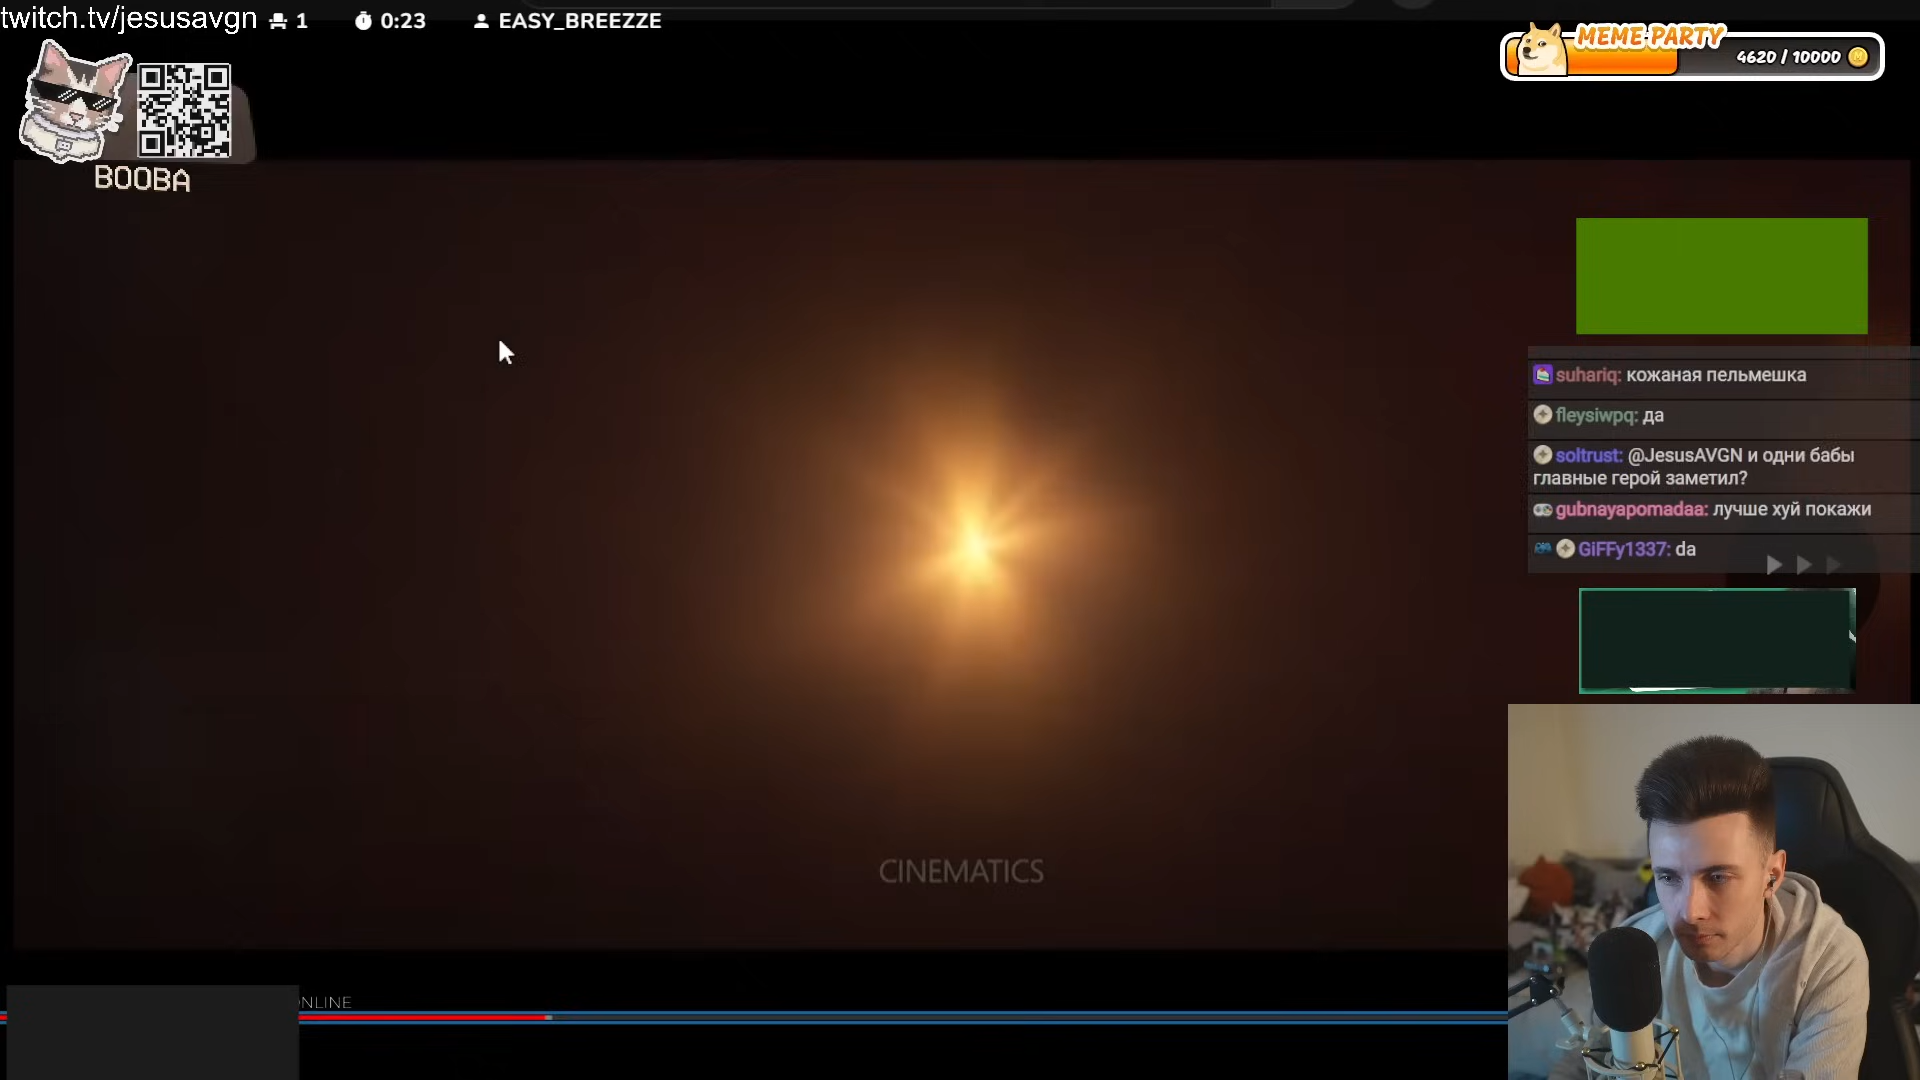 twitch.tv/jesusavgn 1 0:23 EASY_BREEZZE
MEME PARTY
4620 / 10000
BOOBA
suhariq: кожаная пельмешка
fleysiwpq: да
soltrust: @JesusAVGN и одни бабы
главные герой заметил?
gubnayapomadaa: лучше хуй покажи
GiFFy1337: da
CINEMATICS
NLINE